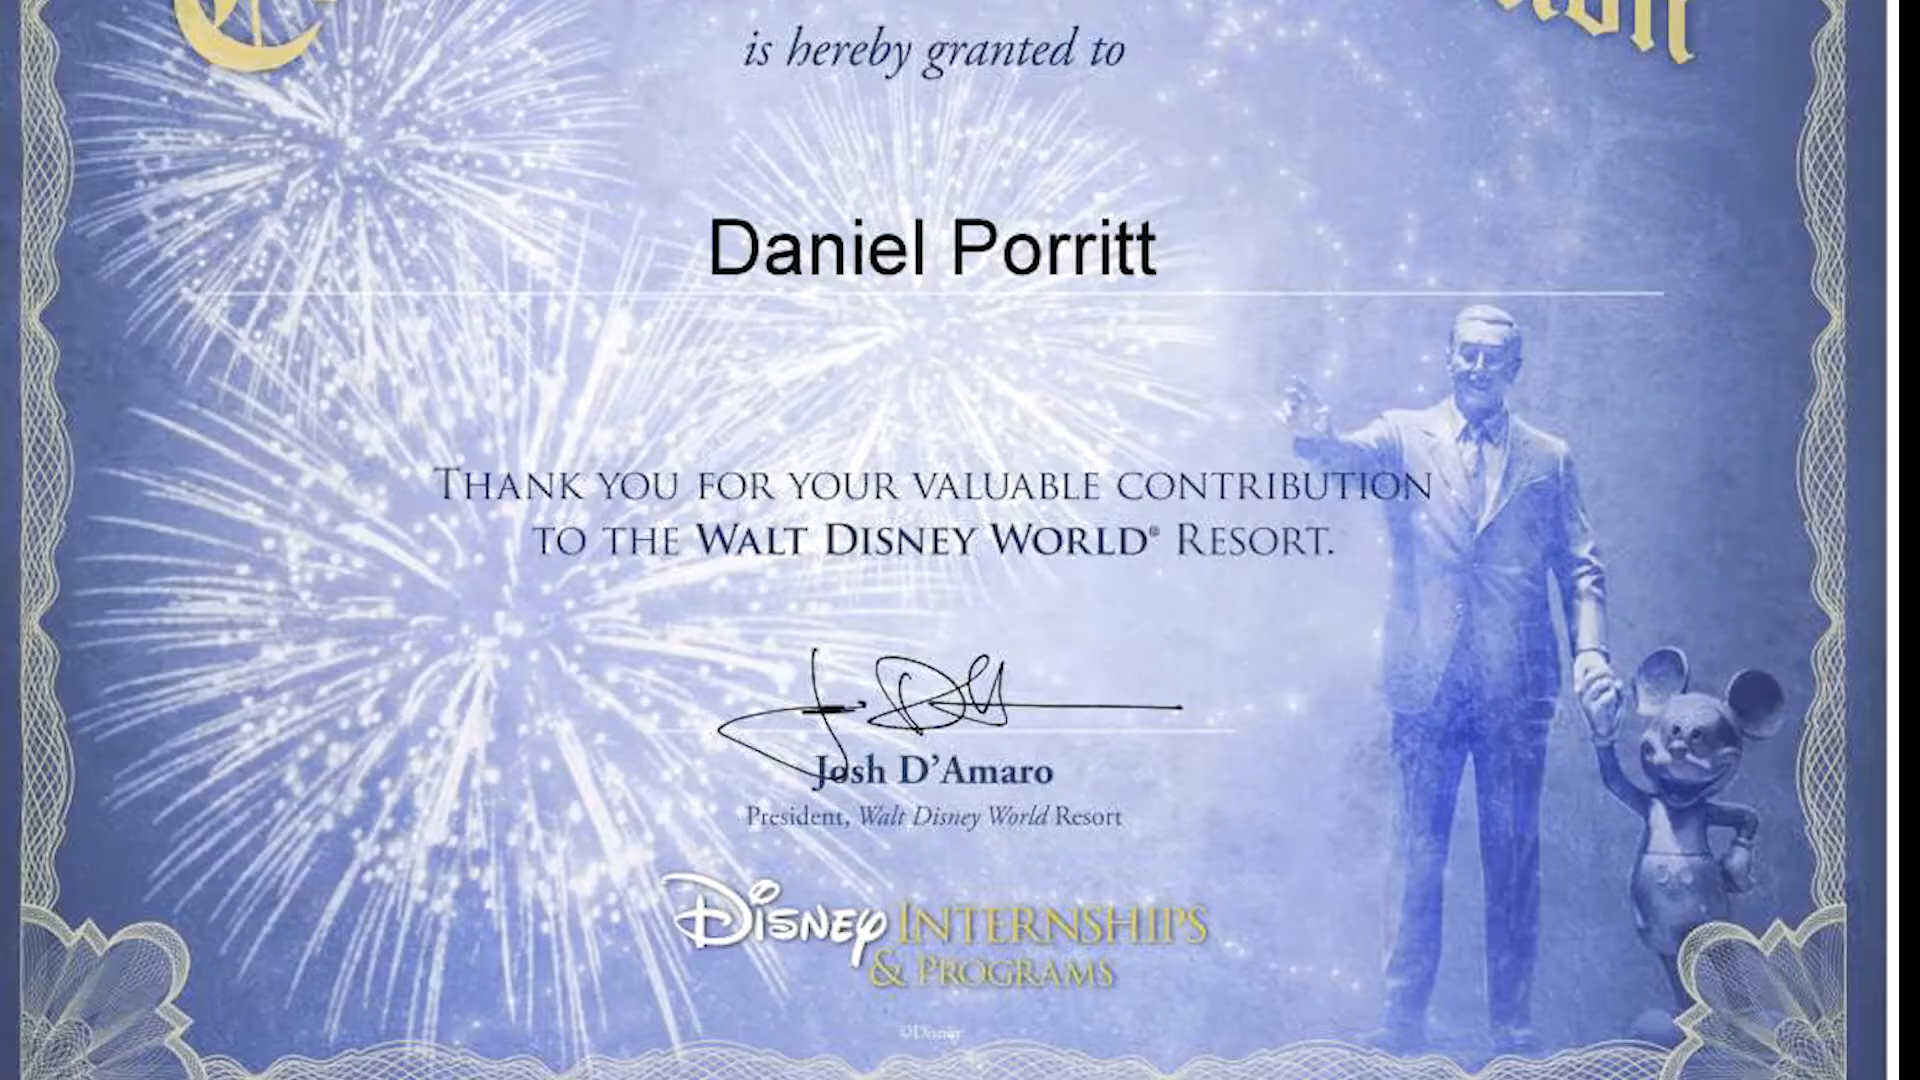 is hereby granted to
Daniel Porritt
THANK YOU FOR YOUR VALUABLE CONTRIBUTION
TO THE WALT DISNEY WORLD® RESORT.
Josh D'Amaro
President, Walt Disney World Resort
Disney INTERNSHIPS
& PROGRAMS
©Disney